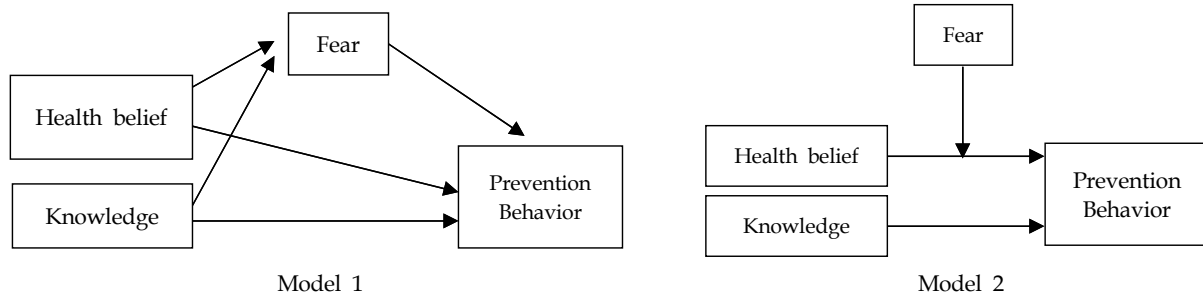 Fear
Health belief
Knowledge
Prevention
Behavior
Model 1
Fear
Health belief
Knowledge
Prevention
Behavior
Model 2